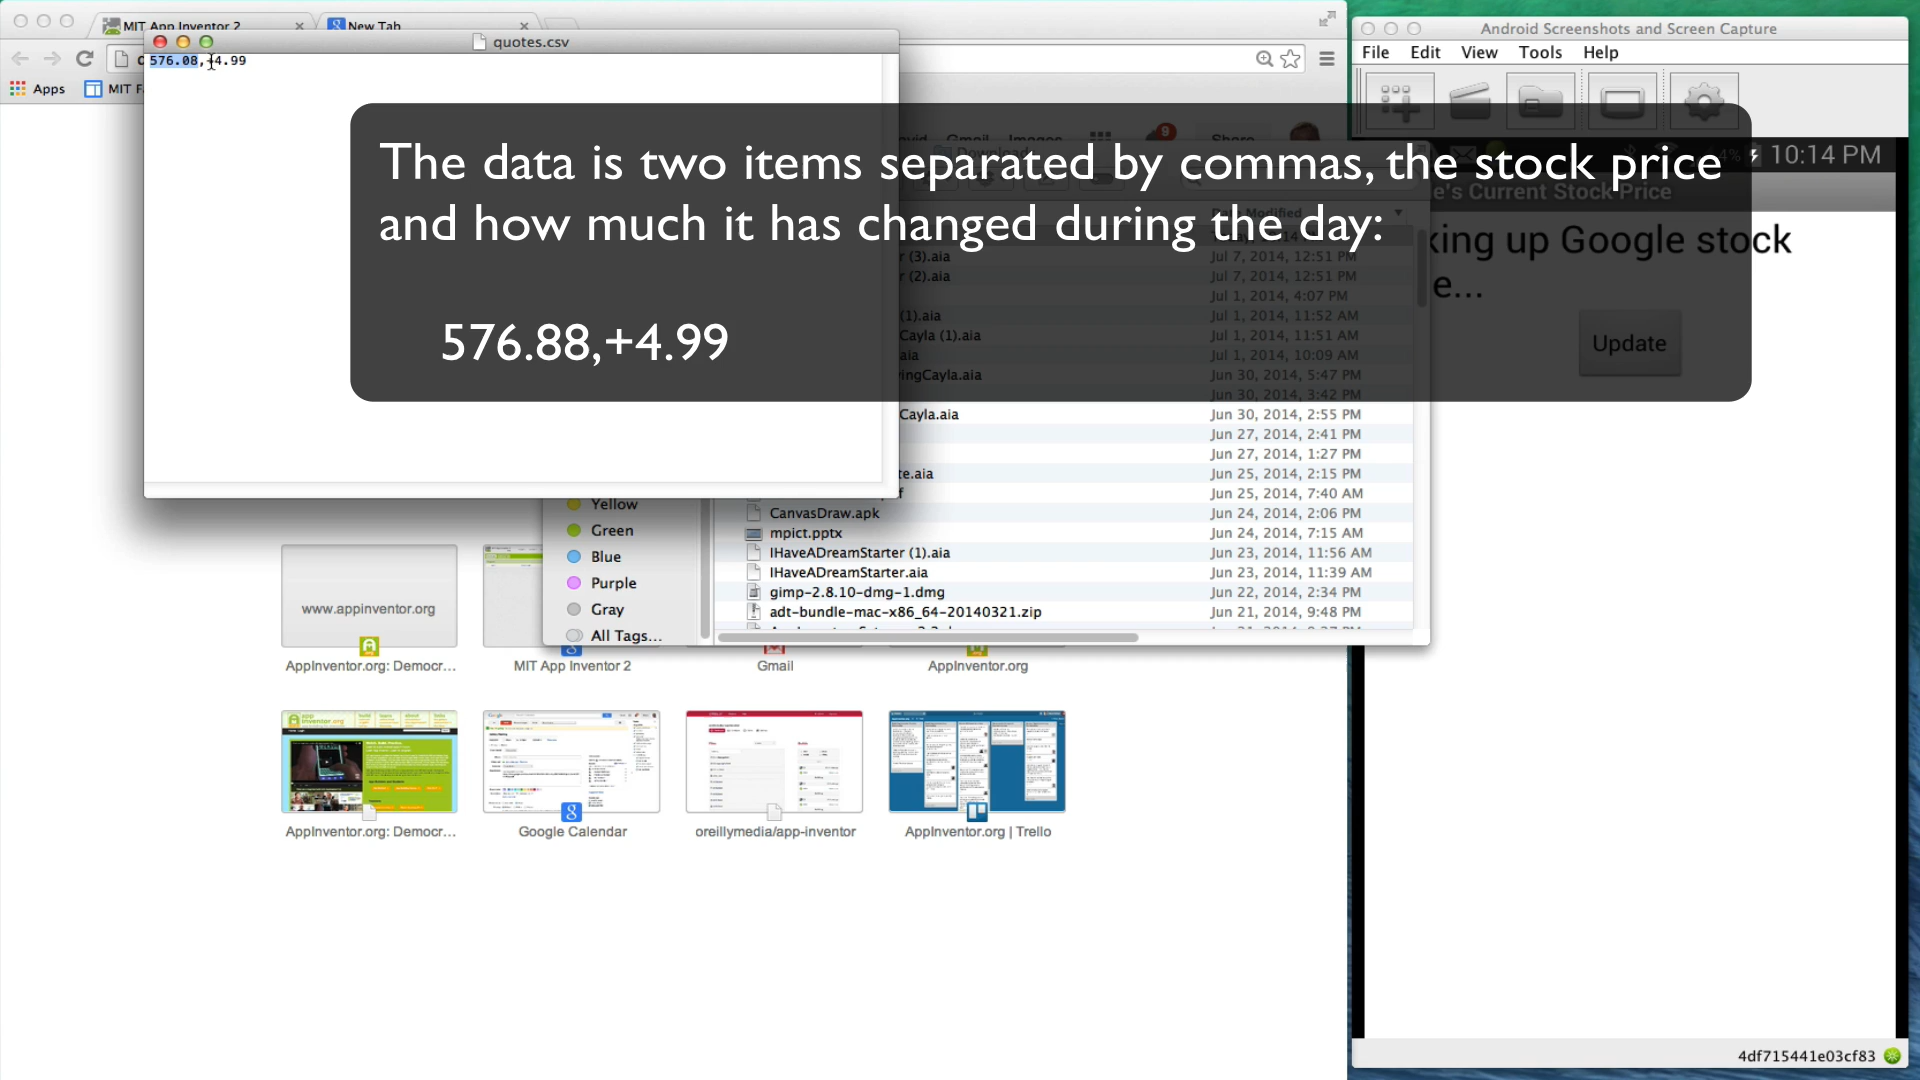 MIT App Inventor 2
New Tab
quotes.csv
576.08,+4.99
Apps
The data is two items separated by commas, the stock price
and how much it has changed during the day:
576.88,+4.99
Android Screenshots and Screen Capture
File Edit View Tools Help
10:14 PM
e's Current Stock Price
king up Google stock
e...
Update
Gmail Images
9
Share
Date Modified
r (3).aia Jul 7, 2014, 12:51 PM
r (2).aia Jul 7, 2014, 12:51 PM
Jul 1, 2014, 4:07 PM
(1).aia Jul 1, 2014, 11:52 AM
Cayla (1).aia Jul 1, 2014, 11:51 AM
aia Jul 1, 2014, 10:09 AM
ingCayla.aia Jun 30, 2014, 5:47 PM
Jun 30, 2014, 3:42 PM
Cayla.aia Jun 30, 2014, 2:55 PM
Jun 27, 2014, 2:41 PM
Jun 27, 2014, 1:27 PM
te.aia Jun 25, 2014, 2:15 PM
f Jun 25, 2014, 7:40 AM
Yellow
CanvasDraw.apk Jun 24, 2014, 2:06 PM
Green
mpict.pptx Jun 24, 2014, 7:15 AM
Blue
IHaveADreamStarter (1).aia Jun 23, 2014, 11:56 AM
IHaveADreamStarter.aia Jun 23, 2014, 11:39 AM
Purple
gimp-2.8.10-dmg-1.dmg Jun 22, 2014, 2:34 PM
Gray
adt-bundle-mac-x86_64-20140321.zip Jun 21, 2014, 9:48 PM
All Tags...
www.appinventor.org
AppInventor.org: Democr...
MIT App Inventor 2
Gmail
AppInventor.org
AppInventor.org: Democr...
Google Calendar
oreillymedia/app-inventor
AppInventor.org | Trello
4df715441e03cf83